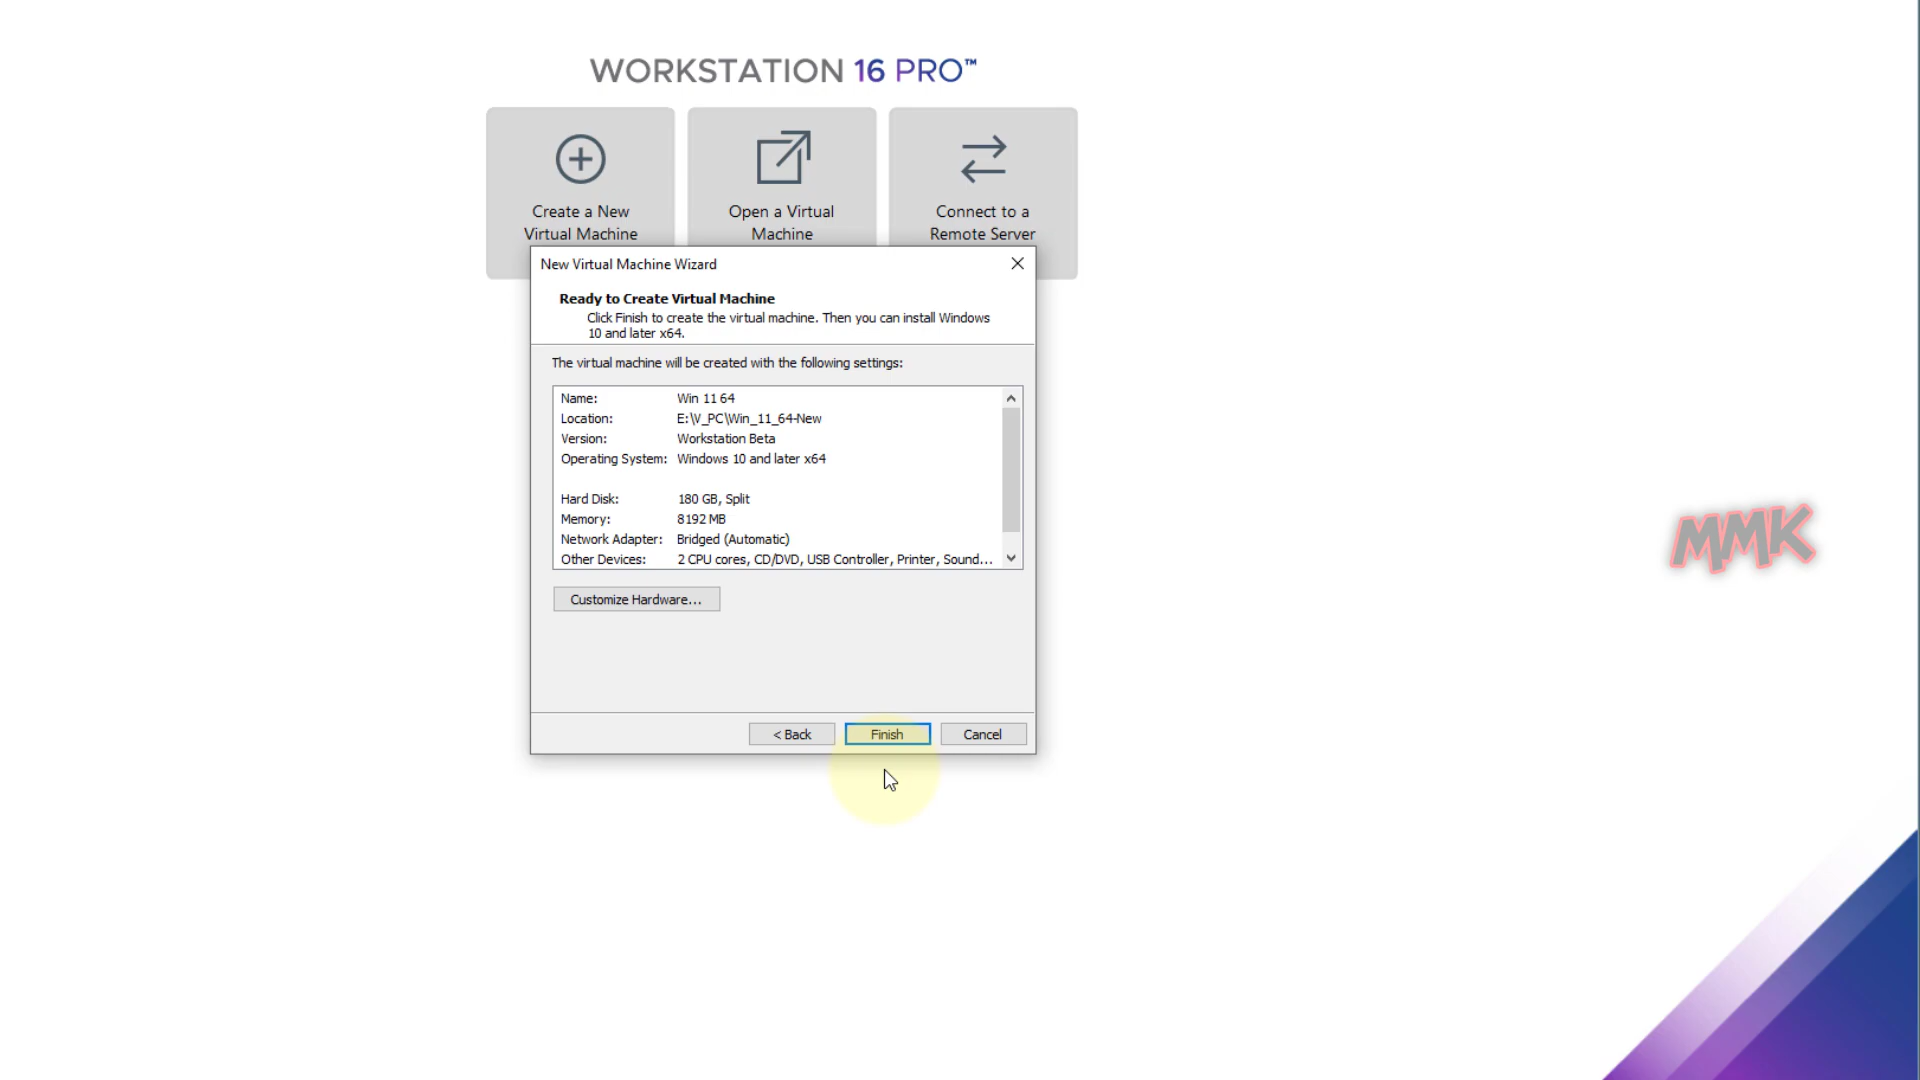 WORKSTATION 16 PRO™
Create a New
Virtual Machine
Open a Virtual
Machine
Connect to a
Remote Server
New Virtual Machine Wizard
Ready to Create Virtual Machine
Click Finish to create the virtual machine. Then you can install Windows
10 and later x64.
The virtual machine will be created with the following settings:
Name: Win 11 64
Location: E:\V_PC\Win_11_64-New
Version: Workstation Beta
Operating System: Windows 10 and later x64
Hard Disk: 180 GB, Split
Memory: 8192 MB
Network Adapter: Bridged (Automatic)
Other Devices: 2 CPU cores, CD/DVD, USB Controller, Printer, Sound...
Customize Hardware...
< Back Finish Cancel
MMK